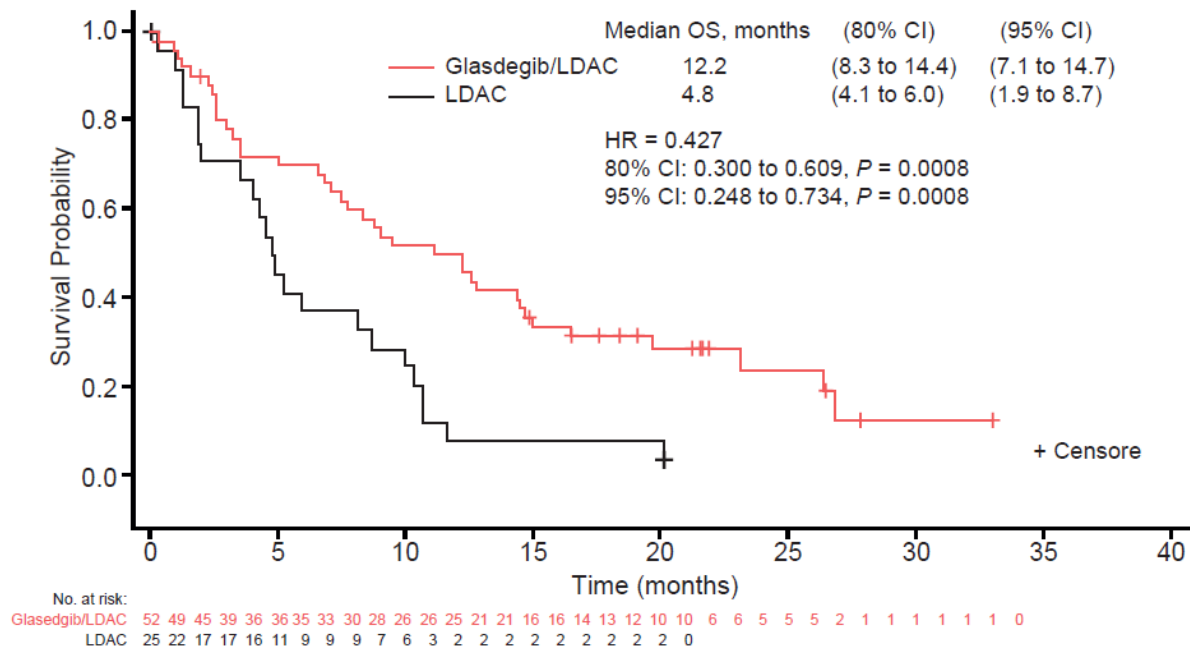 Median OS, months (80% CI) (95% CI)
Glasdegib/LDAC 12.2 (8.3 to 14.4) (7.1 to 14.7)
LDAC 4.8 (4.1 to 6.0) (1.9 to 8.7)
HR = 0.427
80% CI: 0.300 to 0.609, P = 0.0008
95% CI: 0.248 to 0.734, P = 0.0008
Survival Probability
1.0
0.8
0.6
0.4
0.2
0.0
+ Censore
0 5 10 15 20 25 30 35 40
Time (months)
No. at risk:
Glasedgib/LDAC 52 49 45 39 36 36 35 33 30 28 26 26 25 21 21 16 16 14 13 12 10 10 6 6 5 5 5 2 1 1 1 1 1 1 0
LDAC 25 22 17 17 16 11 9 9 9 7 6 3 2 2 2 2 2 2 2 2 2 0